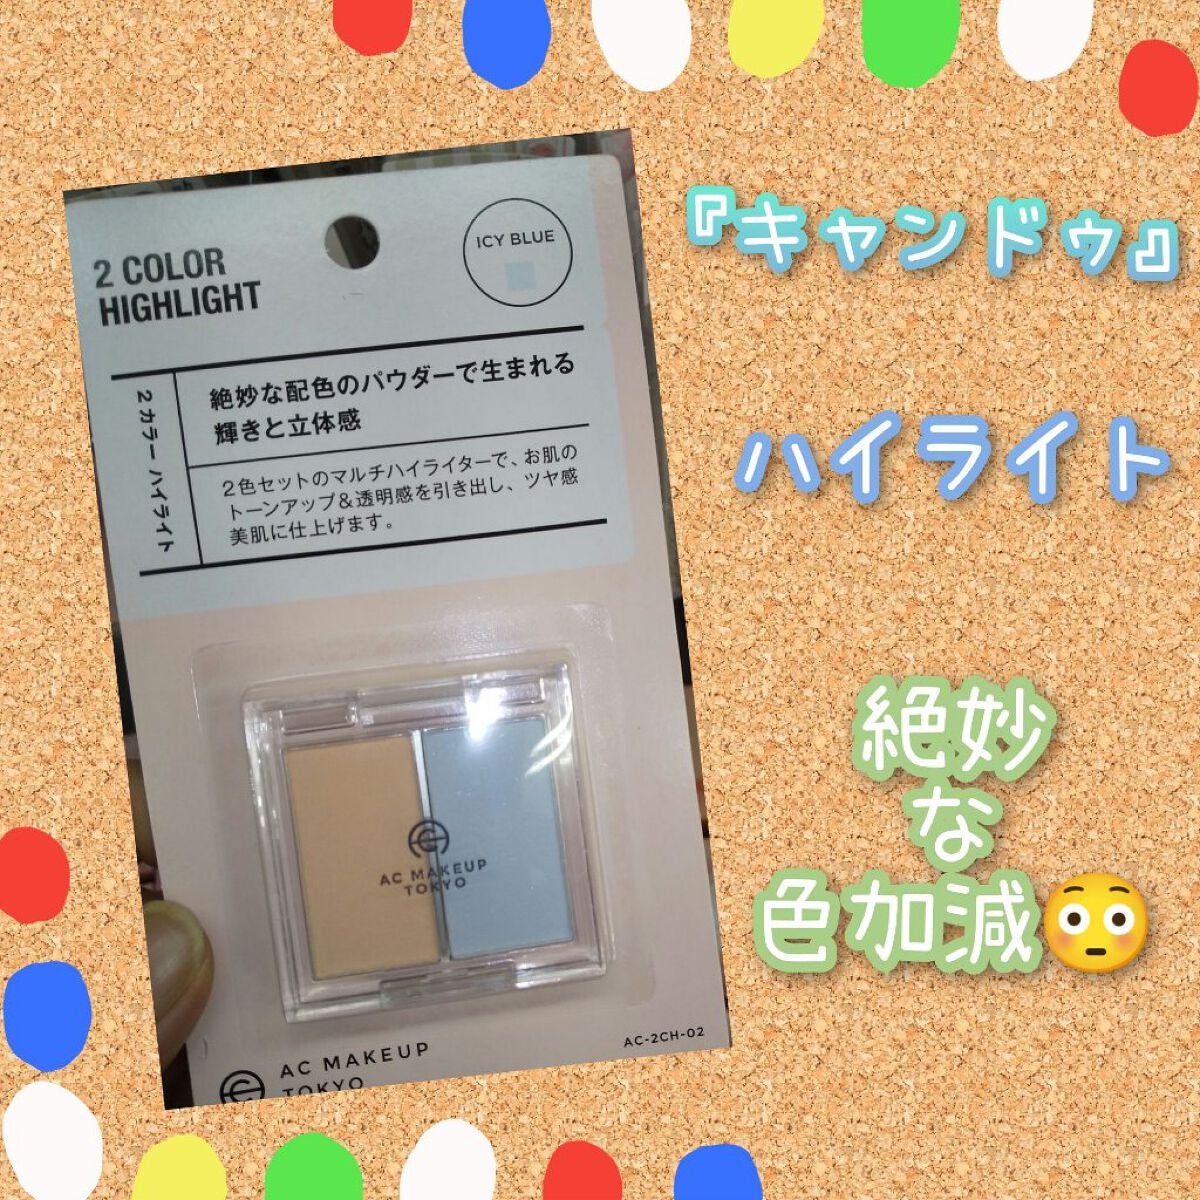 『キャンドゥ』
ハイライト
絶妙
な
色加減😳
2 COLOR
HIGHLIGHT
ICY BLUE
2カラー ハイライト
絶妙な配色のパウダーで生まれる
輝きと立体感
2色セットのマルチハイライターで、お肌の
トーンアップ&透明感を引き出し、ツヤ感
美肌に仕上げます。
AC MAKEUP
TOKYO
AC MAKEUP
TOKYO
AC-2CH-02